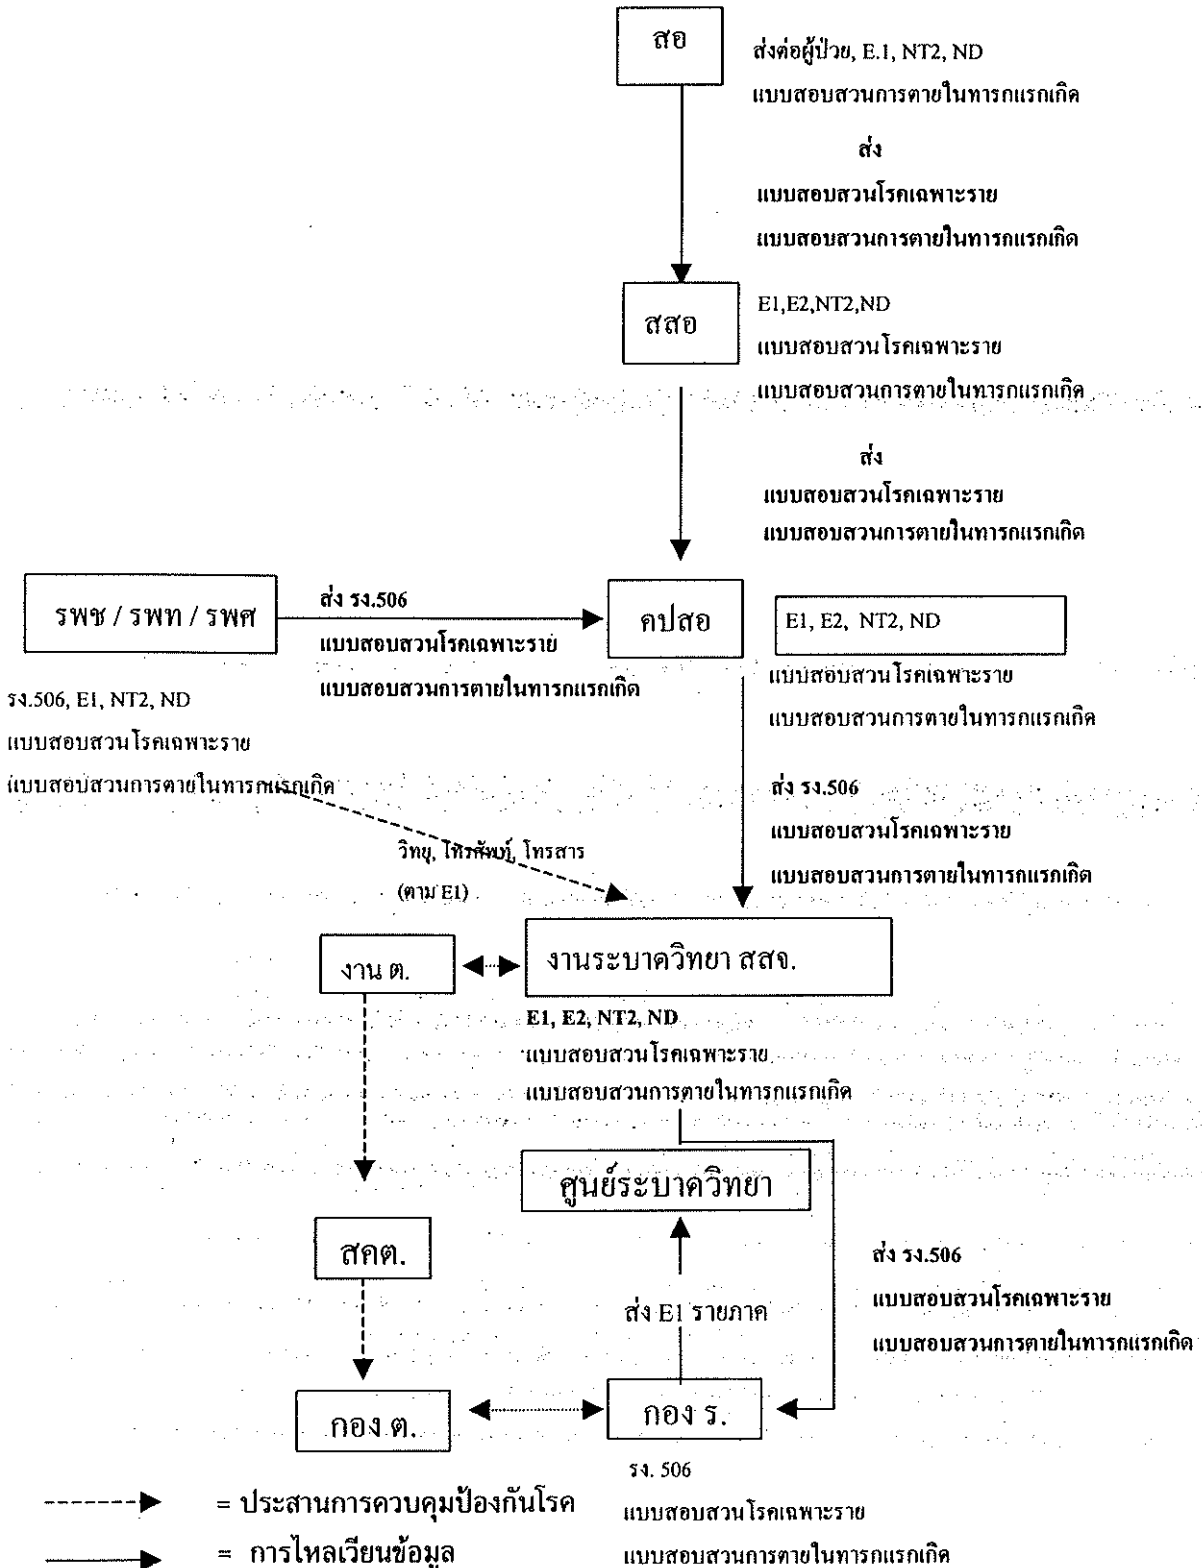 สอ
ส่งต่อผู้ป่วย, E.1, NT2, ND
แบบสอบสวนการตายในทารกแรกเกิด
ส่ง
แบบสอบสวนโรคเฉพาะราย
แบบสอบสวนการตายในทารกแรกเกิด
สสอ
E1,E2,NT2,ND
แบบสอบสวนโรคเฉพาะราย
แบบสอบสวนการตายในทารกแรกเกิด
ส่ง
แบบสอบสวนโรคเฉพาะราย
แบบสอบสวนการตายในทารกแรกเกิด
รพช / รพท / รพศ
ส่ง รง.506
แบบสอบสวนโรคเฉพาะราย
แบบสอบสวนการตายในทารกแรกเกิด
คปสอ
E1, E2, NT2, ND
แบบสอบสวนโรคเฉพาะราย
แบบสอบสวนการตายในทารกแรกเกิด
รง.506, E1, NT2, ND
แบบสอบสวนโรคเฉพาะราย
แบบสอบสวนการตายในทารกแรกเกิด
ส่ง รง.506
แบบสอบสวนโรคเฉพาะราย
แบบสอบสวนการตายในทารกแรกเกิด
วิทยุ, โทรศัพท์, โทรสาร
(ตาม E1)
งาน ต.
งานระบาดวิทยา สสจ.
E1, E2, NT2, ND
แบบสอบสวนโรคเฉพาะราย
แบบสอบสวนการตายในทารกแรกเกิด
ศูนย์ระบาดวิทยา
สคต.
ส่ง รง.506
แบบสอบสวนโรคเฉพาะราย
แบบสอบสวนการตายในทารกแรกเกิด
ส่ง E1 รายภาค
กอง ต.
กอง ร.
รง. 506
แบบสอบสวนโรคเฉพาะราย
แบบสอบสวนการตายในทารกแรกเกิด
= ประสานการควบคุมป้องกันโรค
= การไหลเวียนข้อมูล